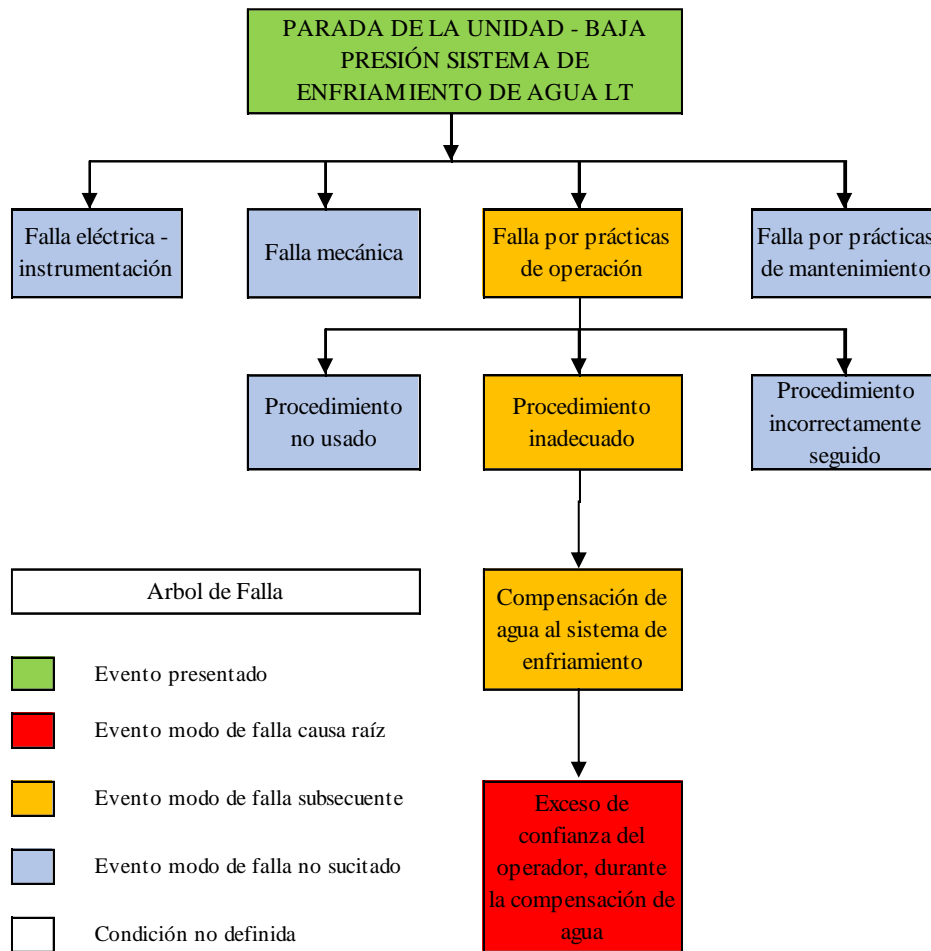 PARADA DE LA UNIDAD - BAJA
PRESIÓN SISTEMA DE
ENFRIAMIENTO DE AGUA LT
Falla eléctrica -
instrumentación
Falla mecánica
Falla por prácticas
de operación
Falla por prácticas
de mantenimiento
Procedimiento
no usado
Procedimiento
inadecuado
Procedimiento
incorrectamente
seguido
Compensación de
agua al sistema de
enfriamiento
Exceso de
confianza del
operador, durante
la compensación de
agua
Arbol de Falla
Evento presentado
Evento modo de falla causa raíz
Evento modo de falla subsecuente
Evento modo de falla no sucitado
Condición no definida